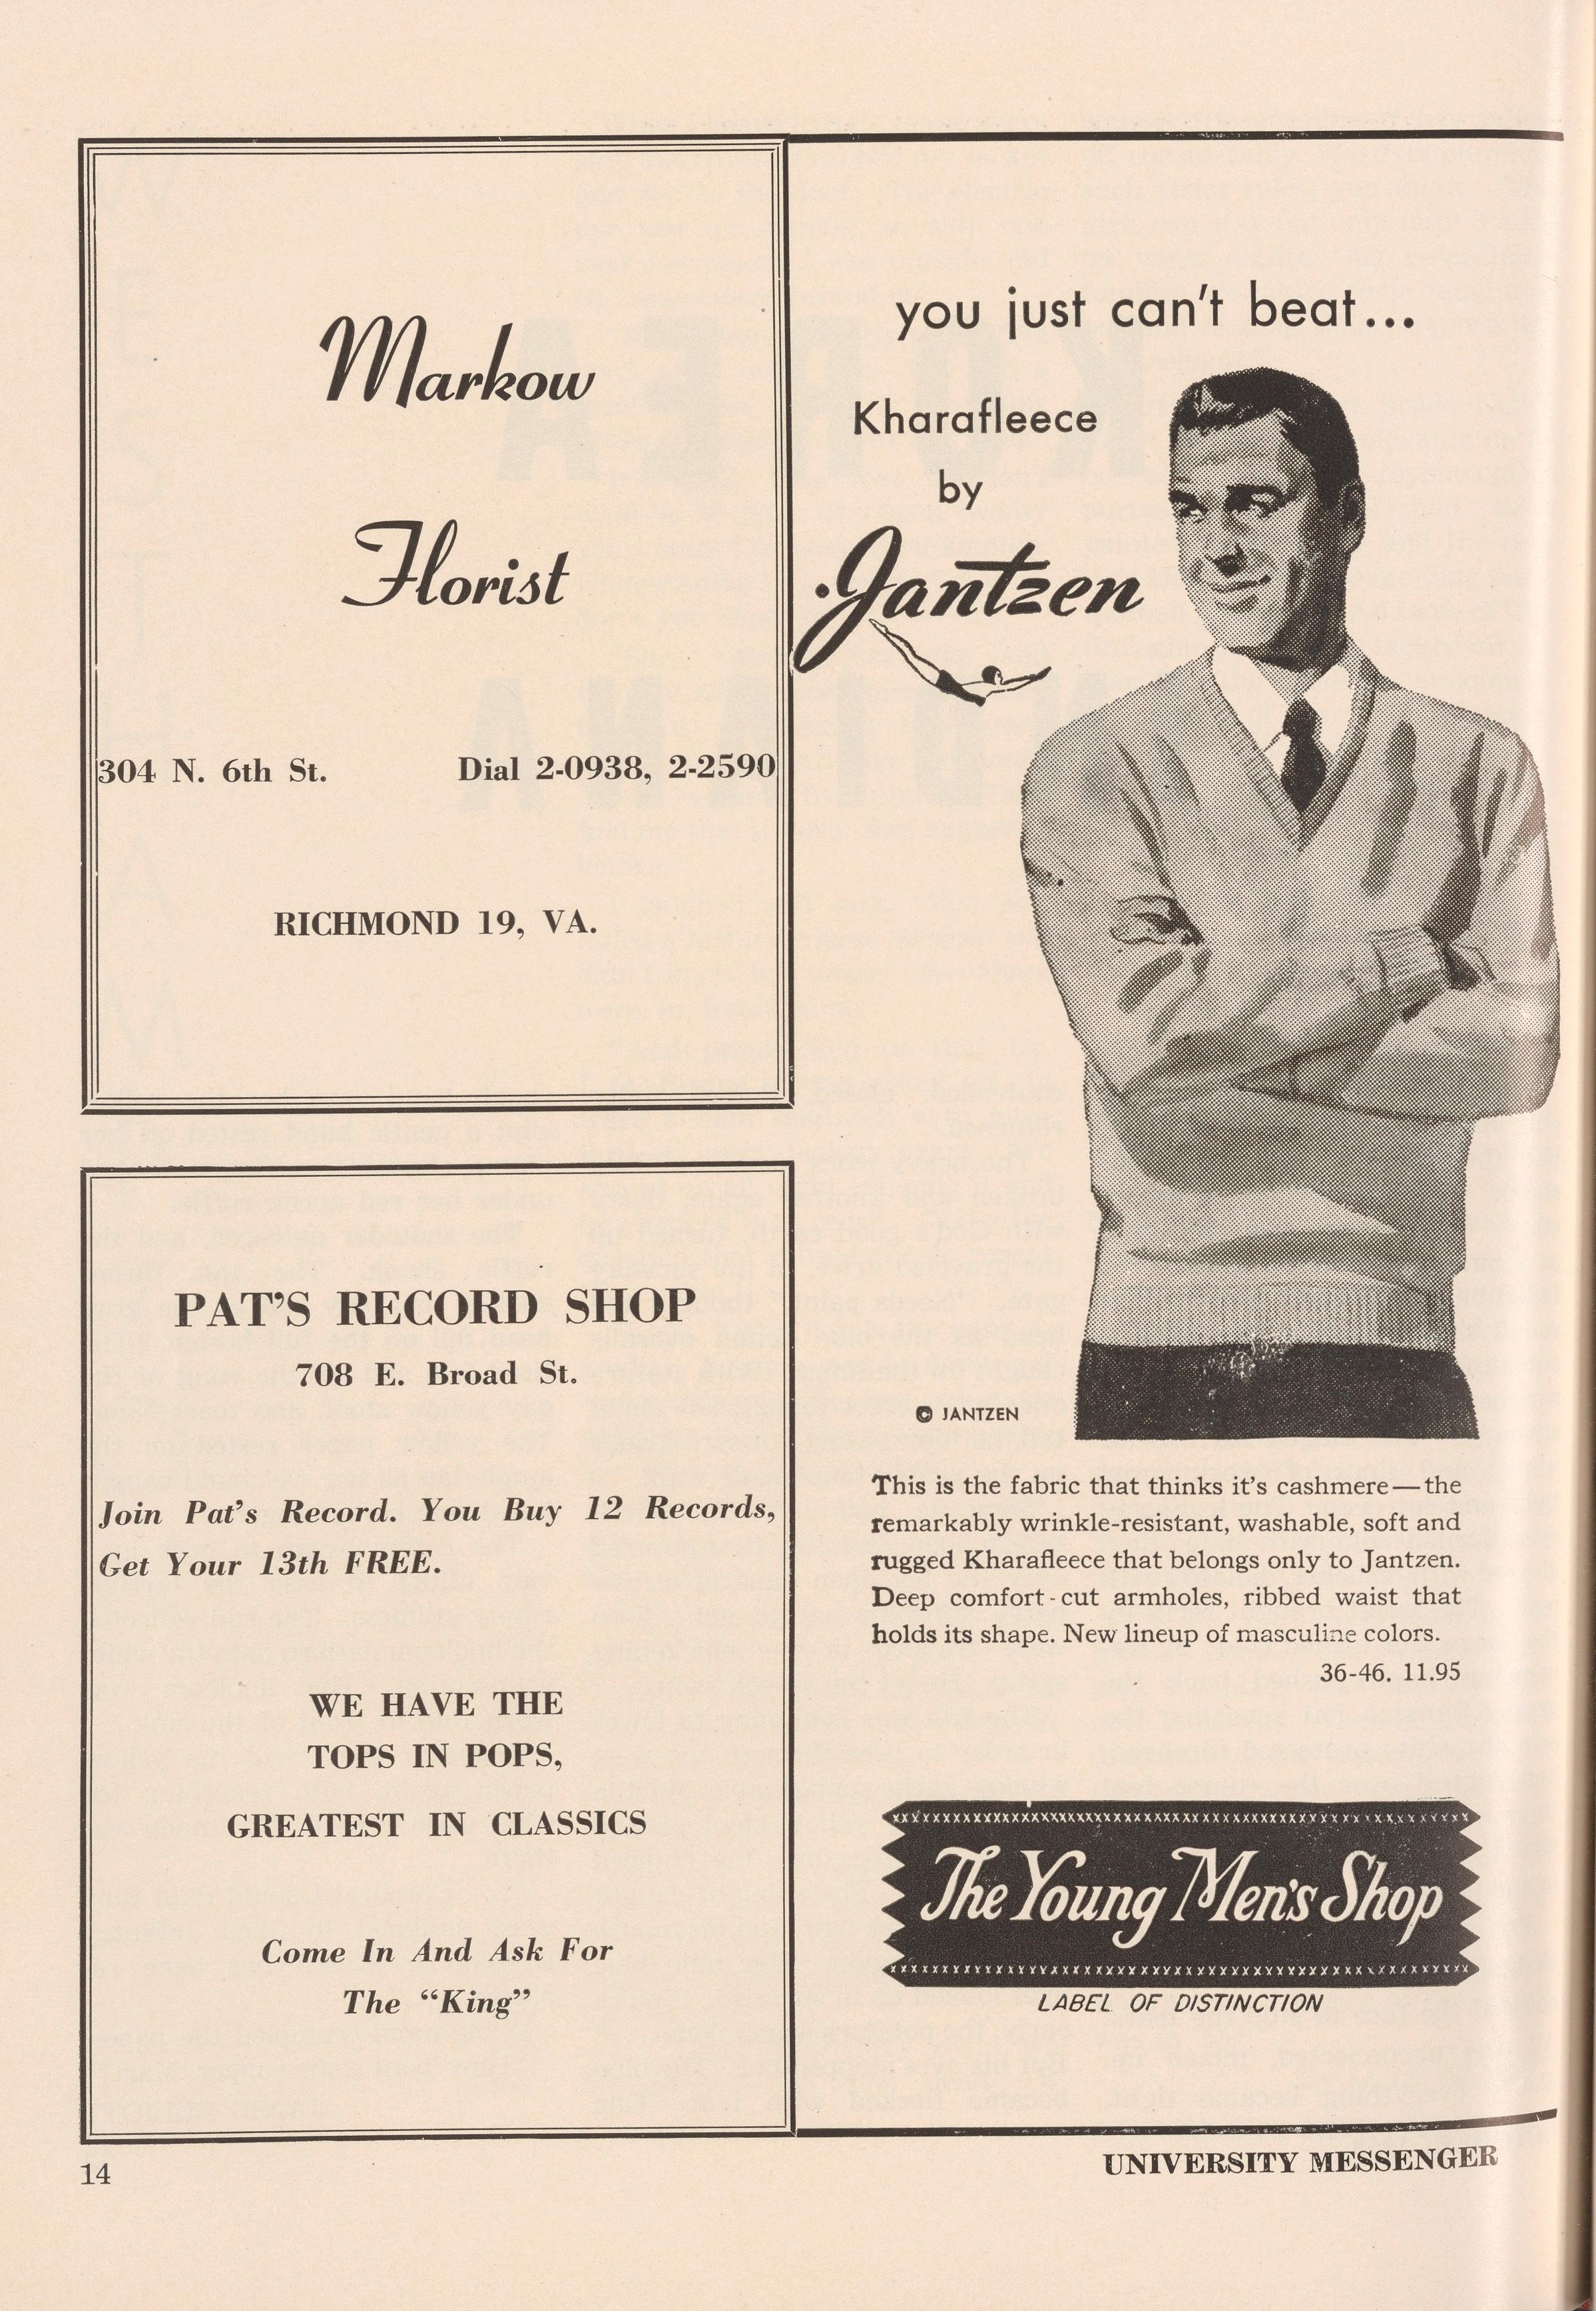 Markow
Florist
304 N. 6th St. Dial 2-0938, 2-2590
RICHMOND 19, VA.
PAT'S RECORD SHOP
708 E. Broad St.
Join Pat's Record. You Buy 12 Records,
Get Your 13th FREE.
WE HAVE THE
TOPS IN POPS,
GREATEST IN CLASSICS
Come In And Ask For
The "King"
you just can't beat...
Kharafleece
by
Jantzen
© JANTZEN
This is the fabric that thinks it's cashmere—the
remarkably wrinkle-resistant, washable, soft and
rugged Kharafleece that belongs only to Jantzen.
Deep comfort-cut armholes, ribbed waist that
holds its shape. New lineup of masculine colors.
36-46. 11.95
The Young Men's Shop
LABEL OF DISTINCTION
14
UNIVERSITY MESSENGER